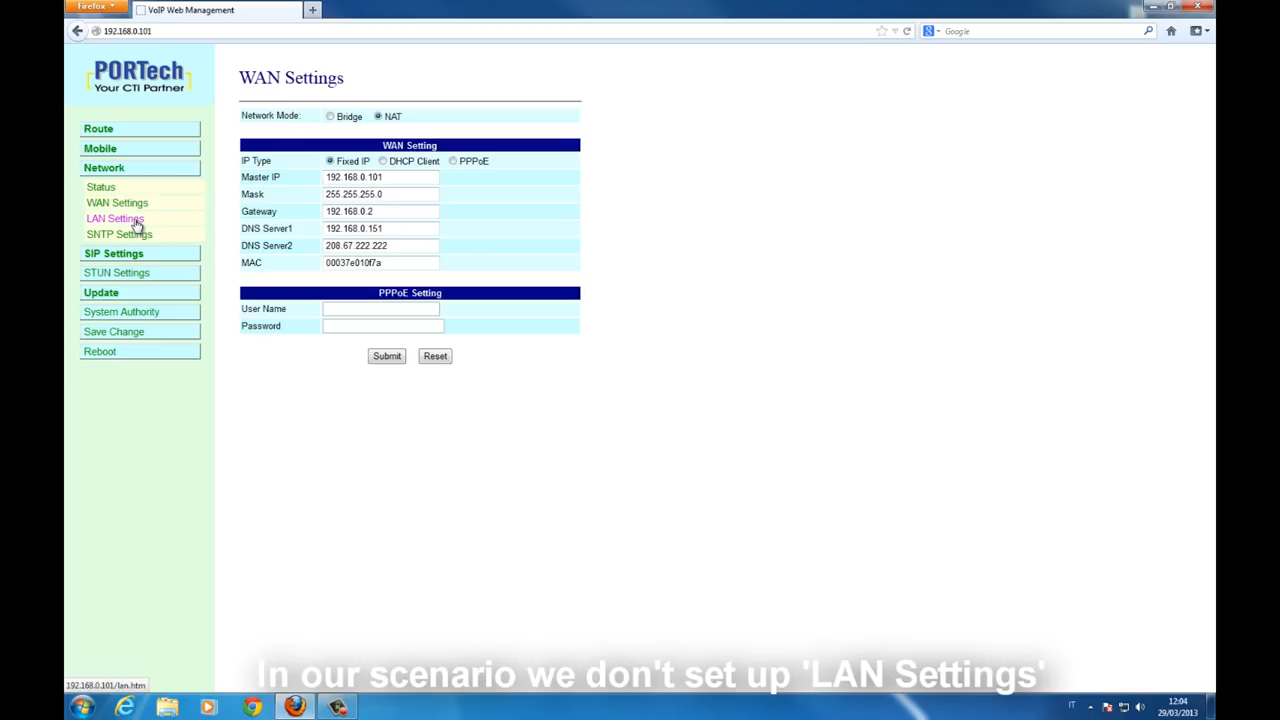 Firefox
VoIP Web Management
192.168.0.101
Google
PORTech
Your CTI Partner
Route
Mobile
Network
Status
WAN Settings
LAN Settings
SNTP Settings
SIP Settings
STUN Settings
Update
System Authority
Save Change
Reboot
WAN Settings
Network Mode: Bridge NAT
WAN Setting
IP Type Fixed IP DHCP Client PPPoE
Master IP 192.168.0.101
Mask 255.255.255.0
Gateway 192.168.0.2
DNS Server1 192.168.0.151
DNS Server2 208.67.222.222
MAC 00037e010f7a
PPPoE Setting
User Name
Password
Submit Reset
In our scenario we don't set up 'LAN Settings'
192.168.0.101/lan.htm
IT
12:04
29/03/2013